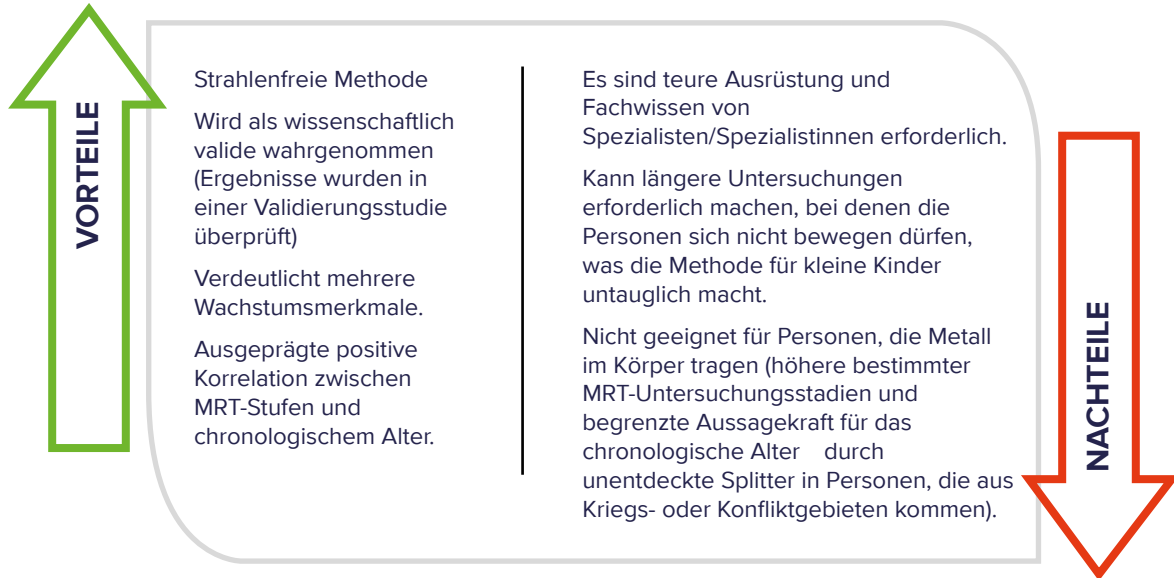 VORTEILE
Strahlenfreie Methode
Wird als wissenschaftlich
valide wahrgenommen
(Ergebnisse wurden in
einer Validierungsstudie
überprüft)
Verdeutlicht mehrere
Wachstumsmerkmale.
Ausgeprägte positive
Korrelation zwischen
MRT-Stufen und
chronologischem Alter.
Es sind teure Ausrüstung und
Fachwissen von
Spezialisten/Spezialistinnen erforderlich.
Kann längere Untersuchungen
erforderlich machen, bei denen die
Personen sich nicht bewegen dürfen,
was die Methode für kleine Kinder
untauglich macht.
Nicht geeignet für Personen, die Metall
im Körper tragen (höhere bestimmter
MRT-Untersuchungsstadien und
begrenzte Aussagekraft für das
chronologische Alter durch
unentdeckte Splitter in Personen, die aus
Kriegs- oder Konfliktgebieten kommen).
NACHTEILE